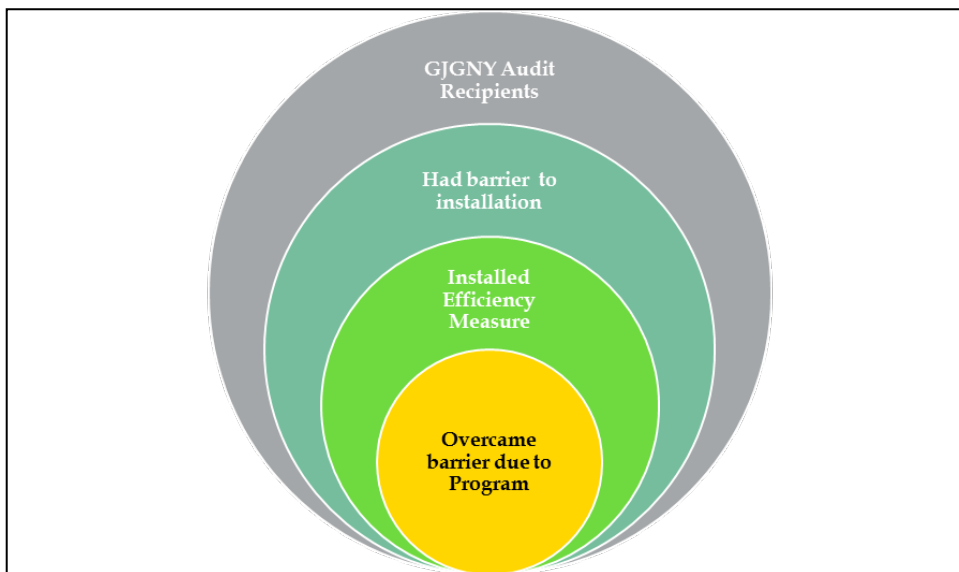 GJGNY Audit
Recipients
Had barrier to
installation
Installed
Efficiency
Measure
Overcame
barrier due to
Program